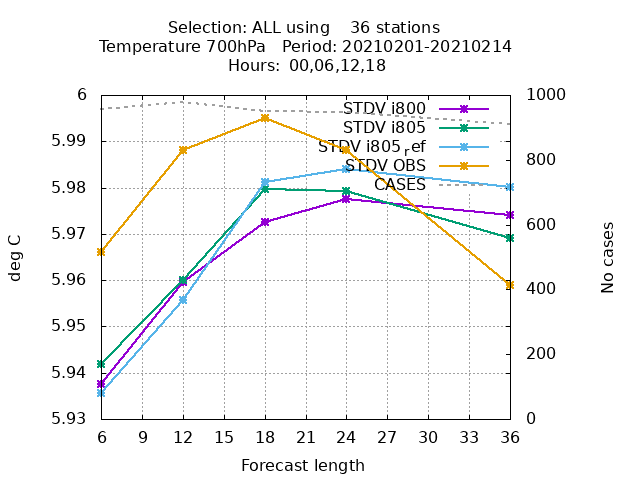 Selection: ALL using    36 stations
Temperature 700hPa   Period: 20210201-20210214
Hours: 00,06,12,18
6 1000
STDV i800
STDV i805
5.99
STDV i805ref
800
STDV OBS
CASES
5.98
5.97 600
deg C
No cases
5.96 400
5.95
200
5.94
5.93 0
6 9 12 15 18 21 24 27 30 33 36
Forecast length